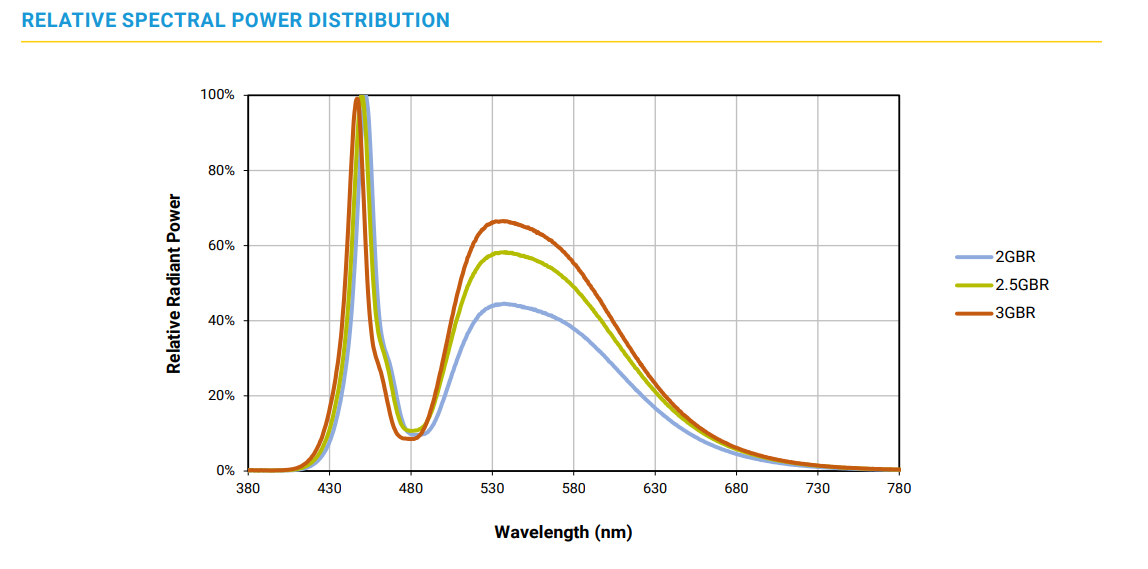 RELATIVE SPECTRAL POWER DISTRIBUTION
100%
80%
60%
40%
20%
0%
Relative Radiant Power
380 430 480 530 580 630 680 730 780
Wavelength (nm)
2GBR
2.5GBR
3GBR